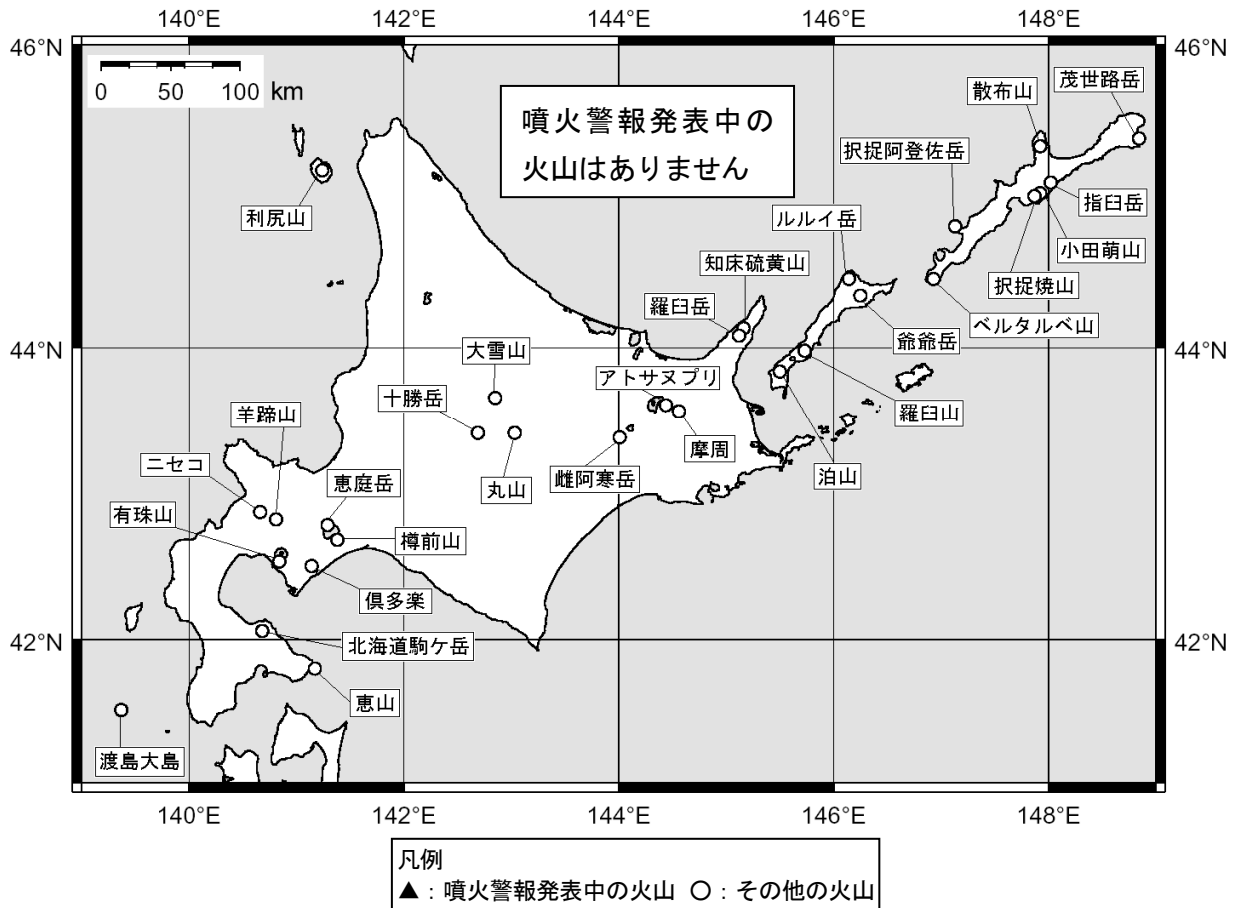 140°E 142°E 144°E 146°E 148°E
46°N 46°N
0 50 100 km
噴火警報発表中の
火山はありません
散布山
茂世路岳
択捉阿登佐岳
利尻山
ルルイ岳
指臼岳
小田萌山
知床硫黄山
択捉焼山
羅臼岳
ベルタルベ山
爺爺岳
大雪山
44°N 44°N
アトサヌプリ
十勝岳
羊蹄山
羅臼山
摩周
ニセコ
恵庭岳
丸山
雌阿寒岳
泊山
有珠山
樽前山
倶多楽
42°N 42°N
北海道駒ケ岳
恵山
渡島大島
140°E 142°E 144°E 146°E 148°E
凡例
▲：噴火警報発表中の火山 ○：その他の火山